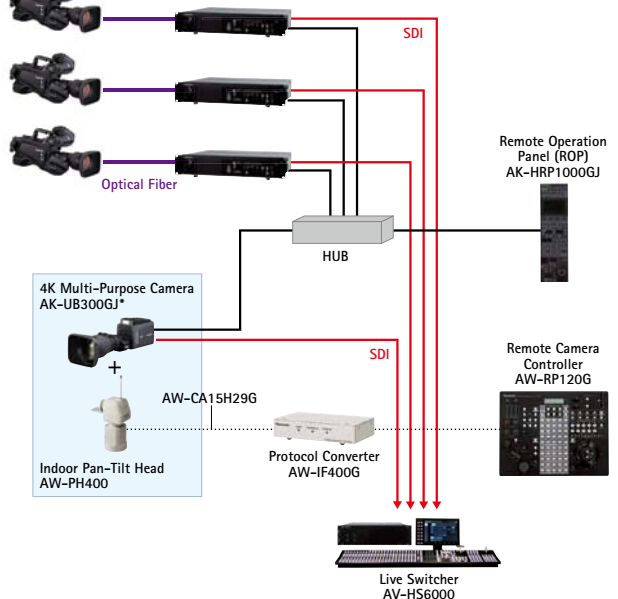 SDI
Optical Fiber
Remote Operation
Panel (ROP)
AK-HRP1000GJ
HUB
4K Multi-Purpose Camera
AK-UB300GJ*
+
SDI
AW-CA15H29G
Remote Camera
Controller
AW-RP120G
Indoor Pan-Tilt Head
AW-PH400
Protocol Converter
AW-IF400G
Live Switcher
AV-HS6000